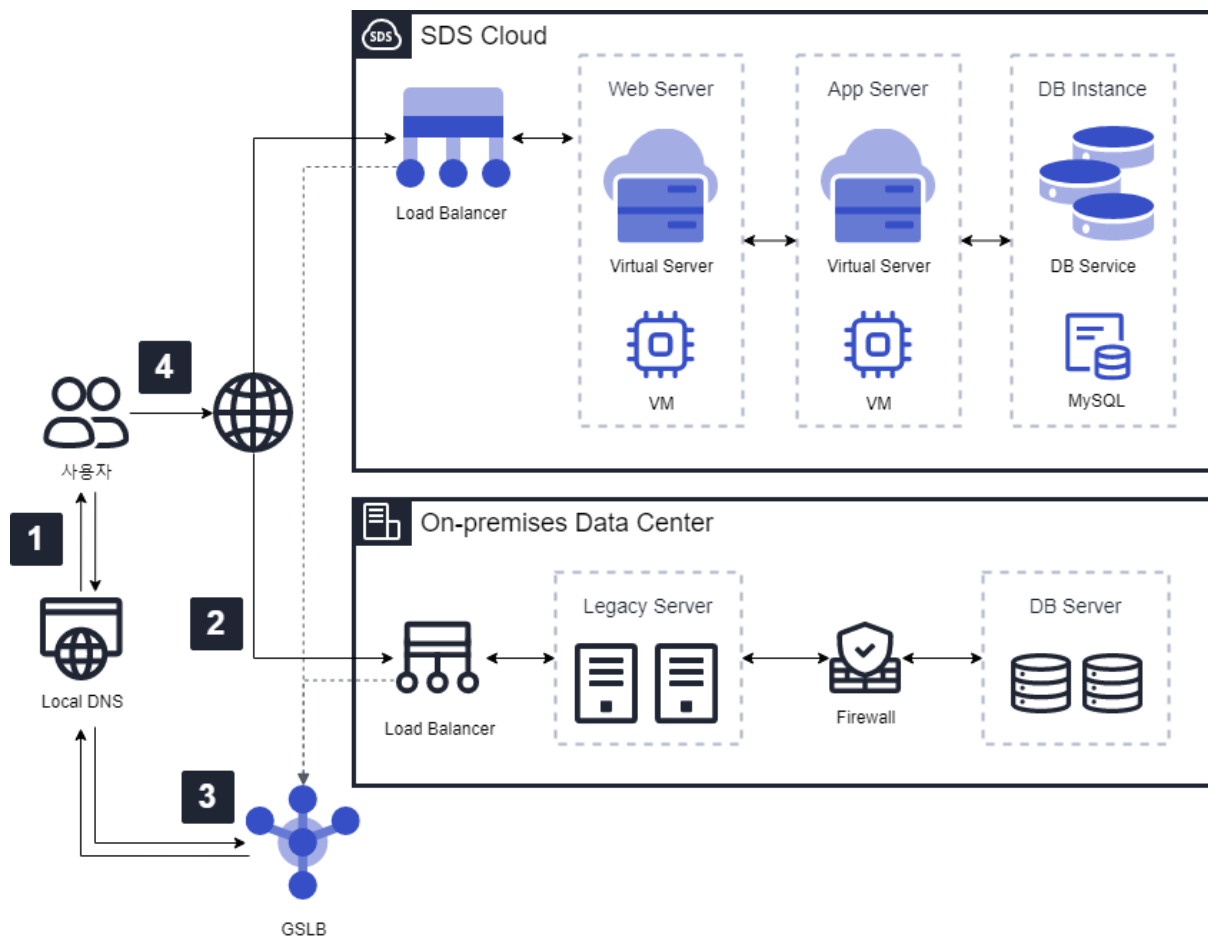 SDS
SDS Cloud
Web Server
App Server
DB Instance
Load Balancer
Virtual Server
Virtual Server
DB Service
VM
VM
MySQL
4
사용자
1
On-premises Data Center
Legacy Server
DB Server
2
Local DNS
Load Balancer
Firewall
3
GSLB